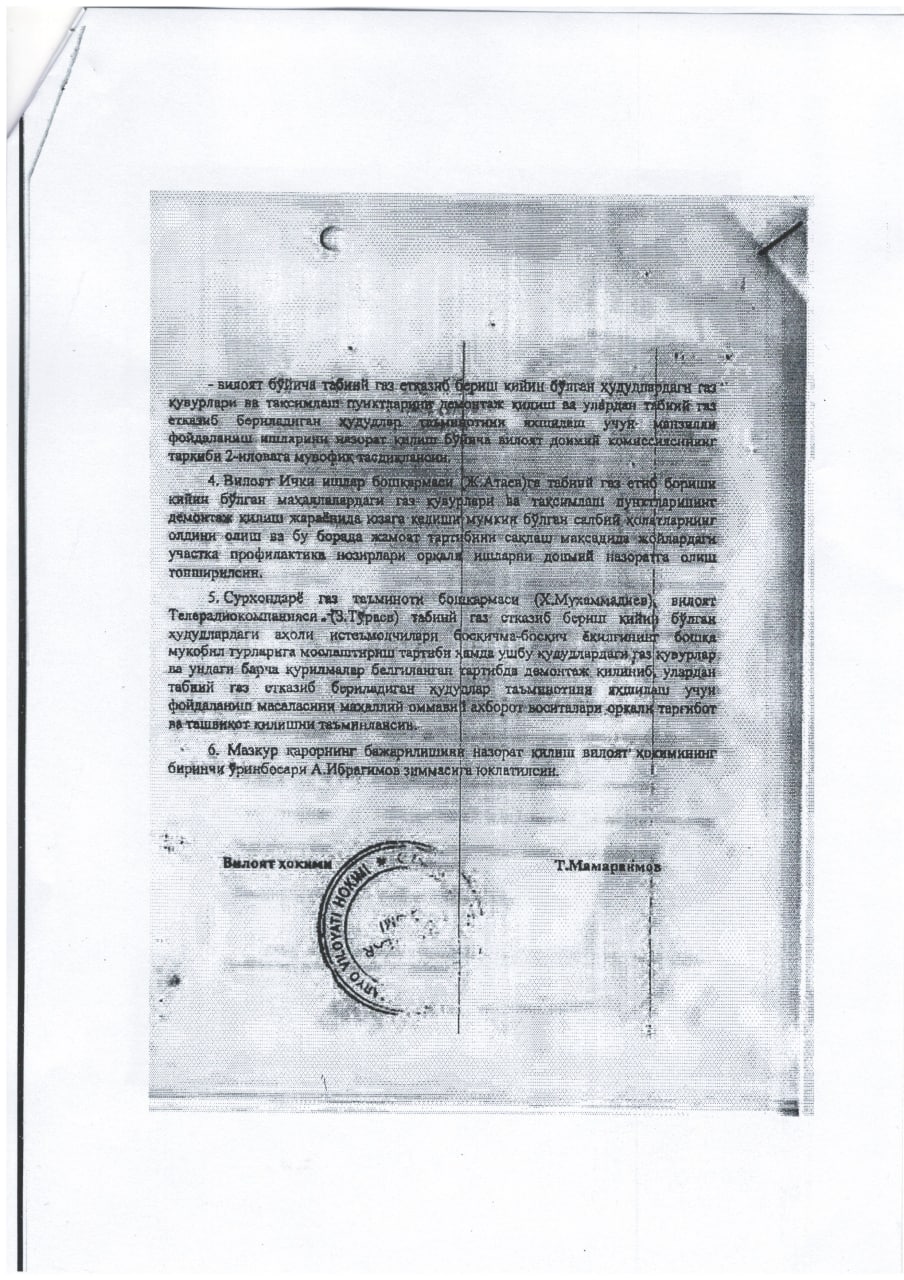 - вилоят бўйича табиий газ етказиб бериш қийин бўлган ҳудуллардаги газ
қувурлари ва тақсимлаш пунктларини демонтаж қилиш ва улардан табиий газ
етказиб бериладиган ҳудудлар таъминотини яхшилаш учун манзилли
фойдаланиш ишларини назорат қилиш бўйича вилоят доимий комиссиясининг
таркиби 2-иловага мувофиқ тасдиқлансин.
4. Вилоят Ички ишлар бошқармаси (Ж.Атаев)га табиий газ етиб бориши
қийин бўлган маҳаллалардаги газ қувурлари ва тақсимлаш пунктларининг
демонтаж қилиш жараёнида юзага келиши мумкин бўлган салбий ҳолатларнинг
олдини олиш ва бу борада жамоат тартибини сақлаш мақсадида жойлардаги
участка профилактика нозирлари орқали ишларни доимий назоратга олиш
топширилсин.
5. Сурхондарё газ таъминоти бошқармаси (Х.Мухаммадиев), вилоят
Телерадиокомпанияси (З.Тўраев) табиий газ етказиб бериш қийин бўлган
ҳудудлардаги аҳоли истеъмолчилари босқичма-босқич ёқилғининг бошқа
муқобил турларига мослаштириш тартиби ҳамда ушбу ҳудудлардаги газ қувурлар
ва ундаги барча қурилмалар белгиланган тартибда демонтаж қилиниб, улардан
табиий газ етказиб бериладиган ҳудудлар таъминотини яхшилаш учун
фойдаланиш масаласини маҳаллий оммавий ахборот воситалари орқали тарғибот
ва ташвиқот қилишни таъминлансин.
6. Мазкур қарорнинг бажарилишини назорат қилиш вилоят ҳокимининг
биринчи ўринбосари А.Ибрагимов зиммасига юклатилсин.
Вилоят ҳокими Т.Мамараимов
VILOYATI HOKIMI